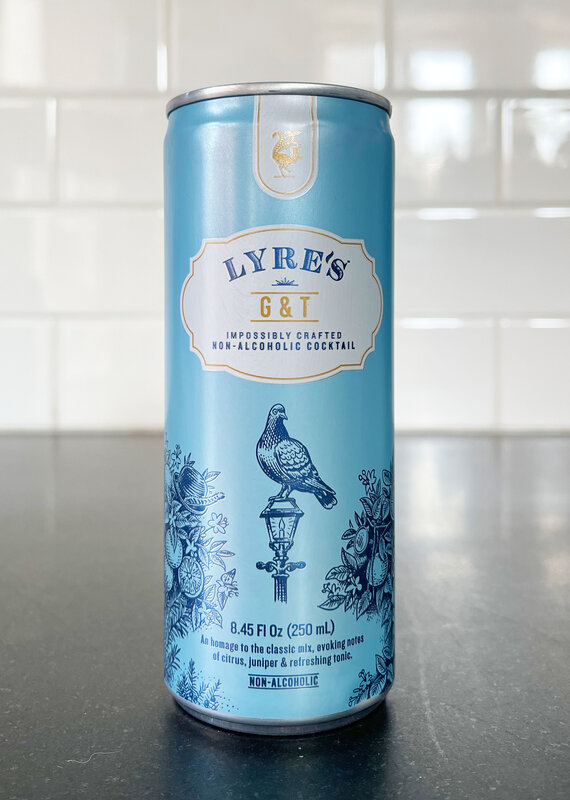 LYRE'S
G & T
IMPOSSIBLY CRAFTED
NON-ALCOHOLIC COCKTAIL
8.45 Fl Oz (250 mL)
An homage to the classic mix, evoking notes
of citrus, juniper & refreshing tonic.
NON-ALCOHOLIC